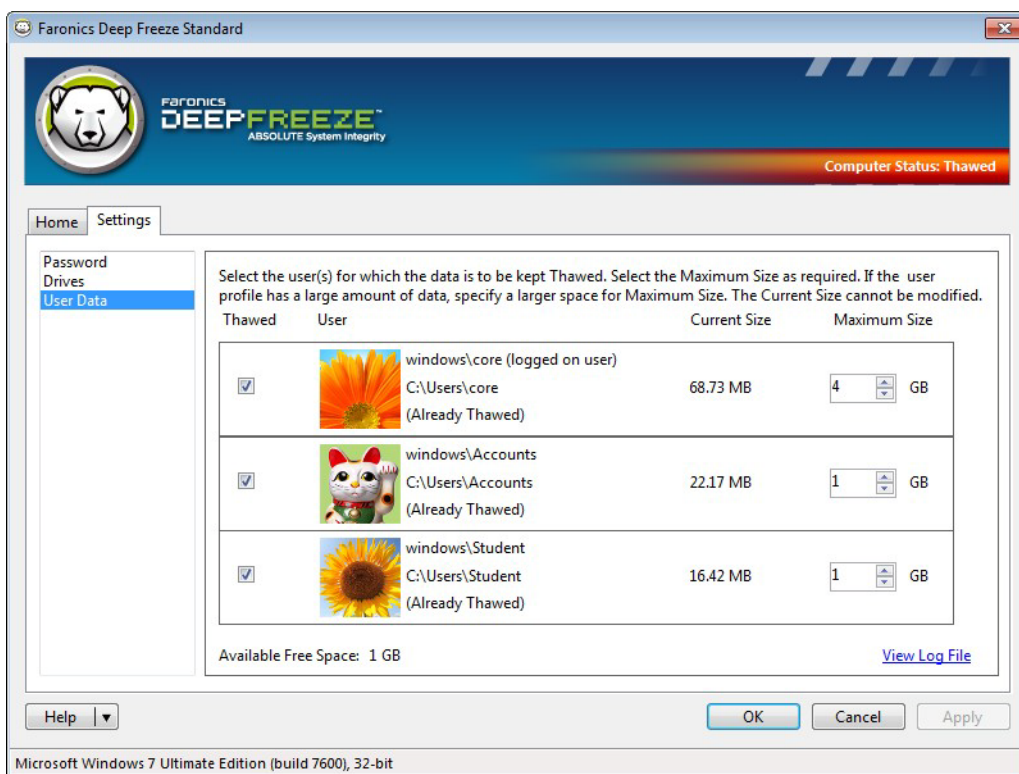 Faronics Deep Freeze Standard
FARONICS
DEEPFREEZE™
ABSOLUTE System Integrity
Computer Status: Thawed
Home
Settings
Password
Drives
User Data
Select the user(s) for which the data is to be kept Thawed. Select the Maximum Size as required. If the user
profile has a large amount of data, specify a larger space for Maximum Size. The Current Size cannot be modified.
Thawed User Current Size Maximum Size
windows\core (logged on user)
C:\Users\core 68.73 MB 4 GB
(Already Thawed)
windows\Accounts
C:\Users\Accounts 22.17 MB 1 GB
(Already Thawed)
windows\Student
C:\Users\Student 16.42 MB 1 GB
(Already Thawed)
Available Free Space: 1 GB View Log File
Help OK Cancel Apply
Microsoft Windows 7 Ultimate Edition (build 7600), 32-bit